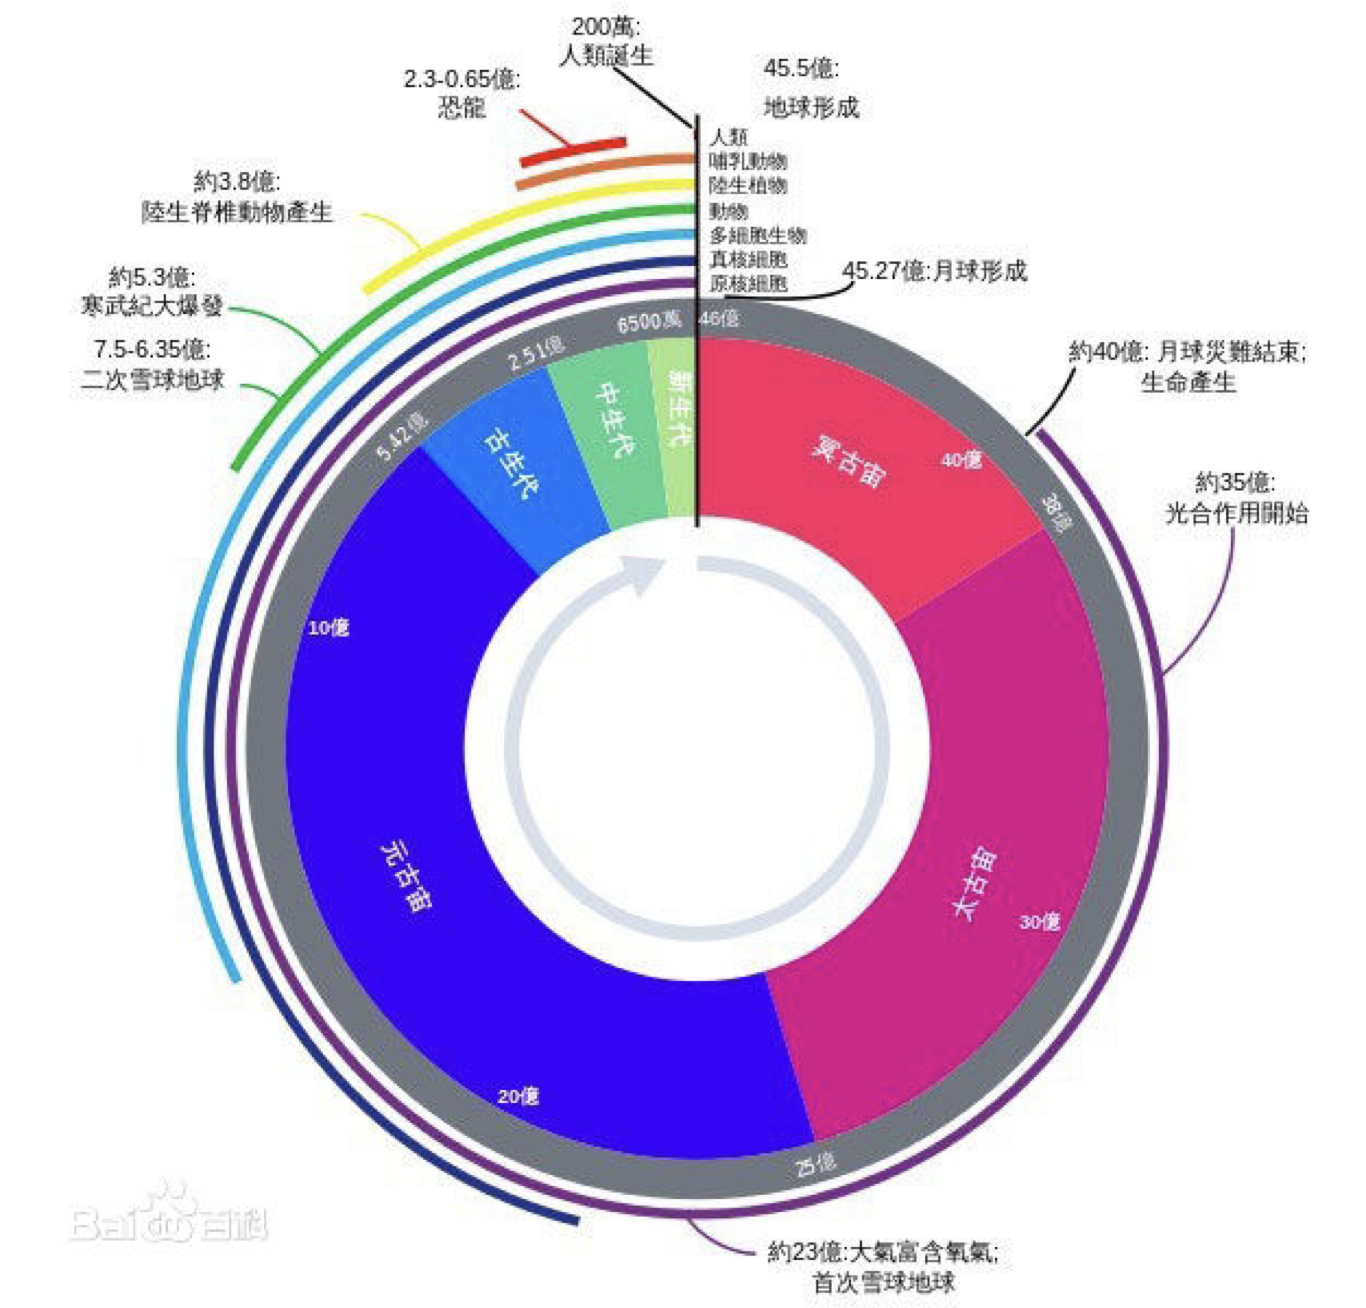 200萬:
人類誕生
45.5億:
地球形成
2.3-0.65億:
恐龍
人類
哺乳動物
陸生植物
動物
多細胞生物
真核細胞
原核細胞
約3.8億:
陸生脊椎動物產生
約5.3億:
寒武紀大爆發
7.5-6.35億:
二次雪球地球
45.27億:月球形成
約40億: 月球災難結束;
生命產生
約35億:
光合作用開始
46億
38億
25億
5.42億
2.51億
6500萬
冥古宙
40億
太古宙
30億
元古宙
20億
10億
古生代
中生代
新生代
約23億:大氣富含氧氣;
首次雪球地球
Bai百科